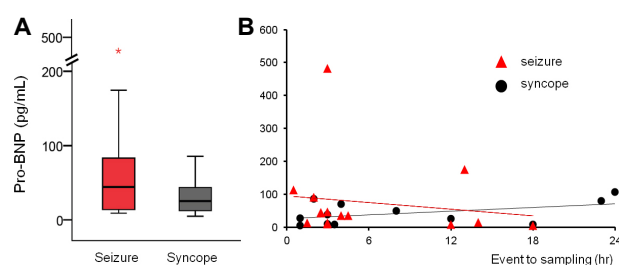 A
Pro-BNP (pg/mL)
500
*
200
100
0
Seizure
Syncope
B
600
500
400
300
200
100
0
seizure
syncope
0
6
12
18
24
Event to sampling (hr)